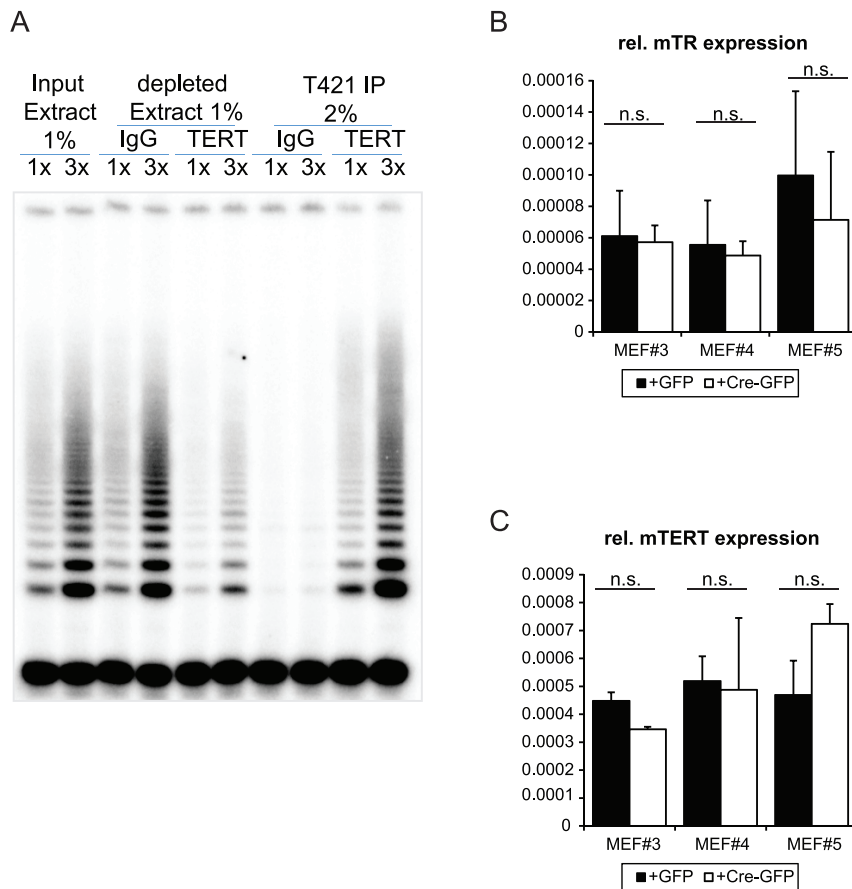 A
Input
Extract
1%
depleted
Extract 1%
T421 IP
2%
IgG TERT IgG TERT
1x 3x 1x 3x 1x 3x 1x 3x 1x 3x
B
rel. mTR expression
0.00016
0.00014
0.00012
0.00010
0.00008
0.00006
0.00004
0.00002
0
n.s. n.s. n.s.
MEF#3 MEF#4 MEF#5
+GFP +Cre-GFP
C
rel. mTERT expression
0.0009
0.0008
0.0007
0.0006
0.0005
0.0004
0.0003
0.0002
0.0001
0
n.s. n.s. n.s.
MEF#3 MEF#4 MEF#5
+GFP +Cre-GFP